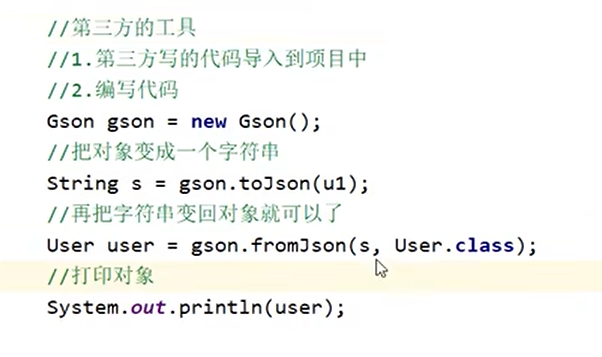 //第三方的工具
//1.第三方写的代码导入到项目中
//2.编写代码
Gson gson = new Gson();
//把对象变成一个字符串
String s = gson.toJson(u1);
//再把字符串变回对象就可以了
User user = gson.fromJson(s, User.class);
//打印对象
System.out.println(user);